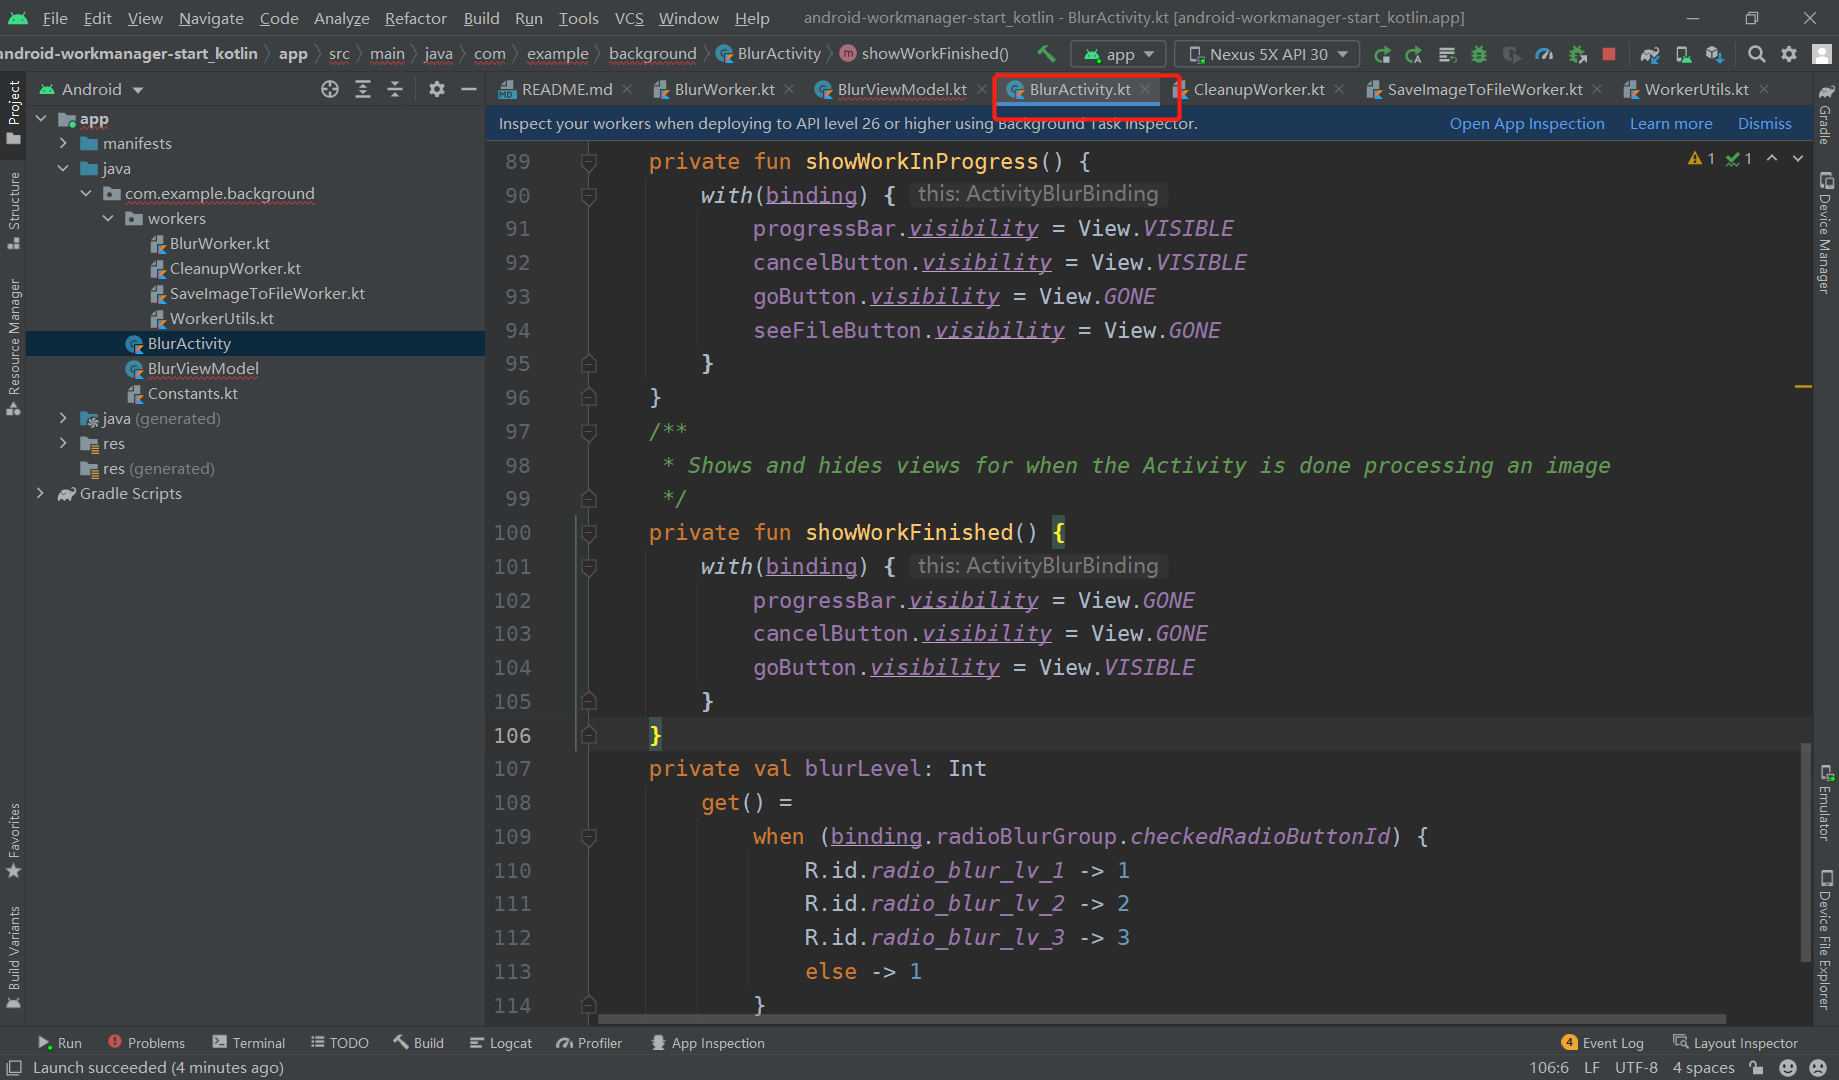 File Edit View Navigate Code Analyze Refactor Build Run Tools VCS Window Help android-workmanager-start_kotlin - BlurActivity.kt [android-workmanager-start_kotlin.app]
android-workmanager-start_kotlin app src main java com example background BlurActivity showWorkFinished() app Nexus 5X API 30
Android README.md BlurWorker.kt BlurViewModel.kt BlurActivity.kt CleanupWorker.kt SaveImageToFileWorker.kt WorkerUtils.kt
Inspect your workers when deploying to API level 26 or higher using Background Task Inspector. Open App Inspection Learn more Dismiss
Project
Structure
Resource Manager
Favorites
Build Variants
app
manifests
java
com.example.background
workers
BlurWorker.kt
CleanupWorker.kt
SaveImageToFileWorker.kt
WorkerUtils.kt
BlurActivity
BlurViewModel
Constants.kt
java (generated)
res
res (generated)
Gradle Scripts
1 1
89 private fun showWorkInProgress() {
90 with(binding) { this: ActivityBlurBinding
91 progressBar.visibility = View.VISIBLE
92 cancelButton.visibility = View.VISIBLE
93 goButton.visibility = View.GONE
94 seeFileButton.visibility = View.GONE
95 }
96 }
97 /**
98 * Shows and hides views for when the Activity is done processing an image
99 */
100 private fun showWorkFinished() {
101 with(binding) { this: ActivityBlurBinding
102 progressBar.visibility = View.GONE
103 cancelButton.visibility = View.GONE
104 goButton.visibility = View.VISIBLE
105 }
106 }
107 private val blurLevel: Int
108 get() =
109 when (binding.radioBlurGroup.checkedRadioButtonId) {
110 R.id.radio_blur_lv_1 -> 1
111 R.id.radio_blur_lv_2 -> 2
112 R.id.radio_blur_lv_3 -> 3
113 else -> 1
114 }
Gradle
Device Manager
Emulator
Device File Explorer
Run Problems Terminal TODO Build Logcat Profiler App Inspection 4 Event Log Layout Inspector
Launch succeeded (4 minutes ago) 106:6 LF UTF-8 4 spaces